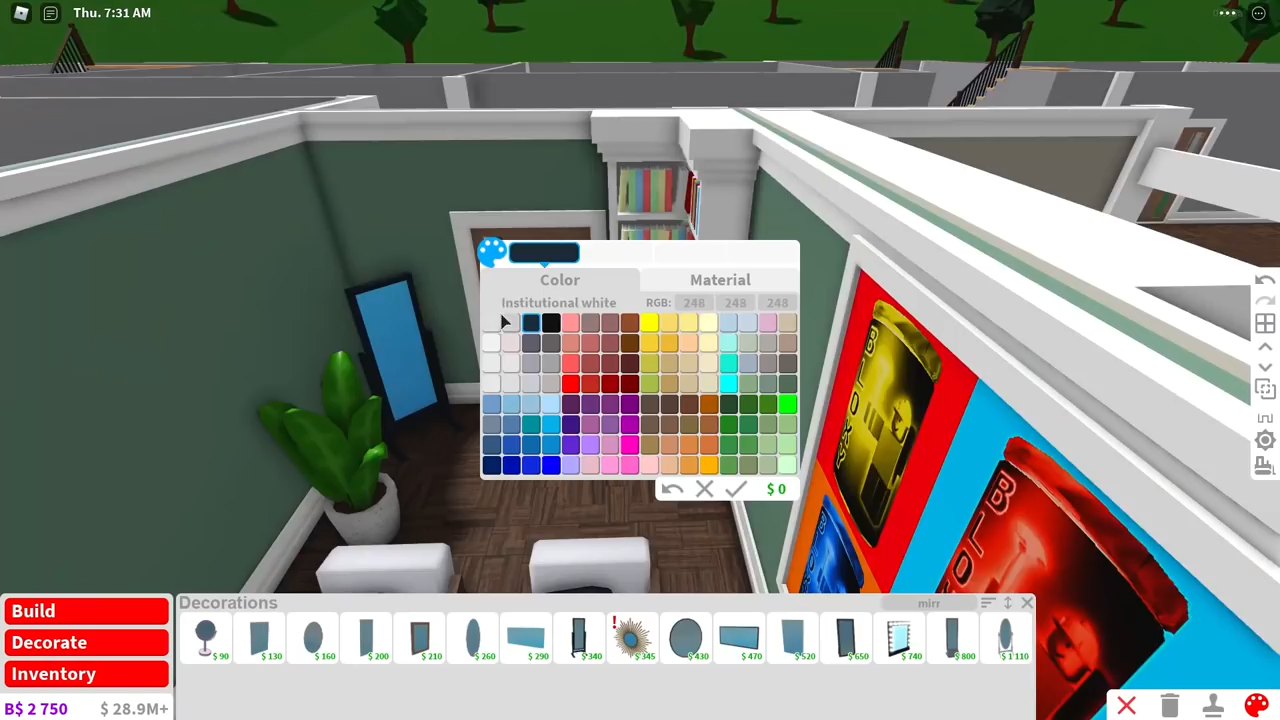 Thu. 7:31 AM
Color
Material
Institutional white
RGB: 248 248 248
$ 0
Decorations
mirr
$ 90
$ 130
$ 160
$ 200
$ 210
$ 260
$ 290
$ 340
! $ 345
$ 430
$ 470
$ 520
$ 650
$ 740
$ 800
$ 1 110
Build
Decorate
Inventory
B$ 2 750
$ 28.9M+